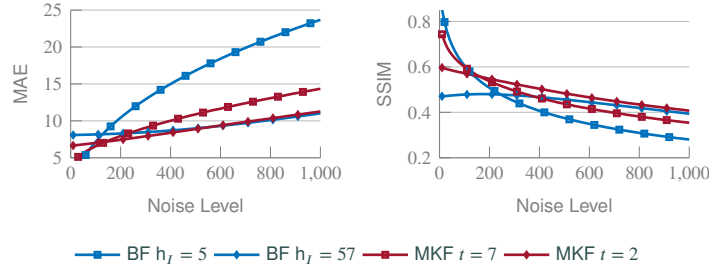 25
20
15
10
5
MAE
0 200 400 600 800 1,000
Noise Level
0.8
0.6
0.4
0.2
SSIM
0 200 400 600 800 1,000
Noise Level
BF h_I = 5 BF h_I = 57 MKF t = 7 MKF t = 2